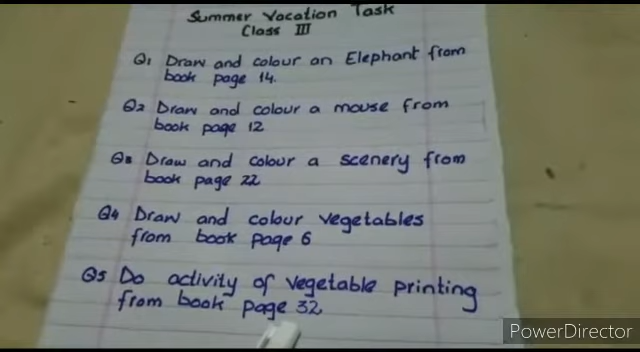 Summer Vacation Task
Class III
Q1 Draw and colour an Elephant from
book page 14.
Q2 Draw and colour a mouse from
book page 12
Q3 Draw and colour a scenery from
book page 22
Q4 Draw and colour vegetables
from book page 6
Q5 Do activity of vegetable printing
from book page 32
PowerDirector